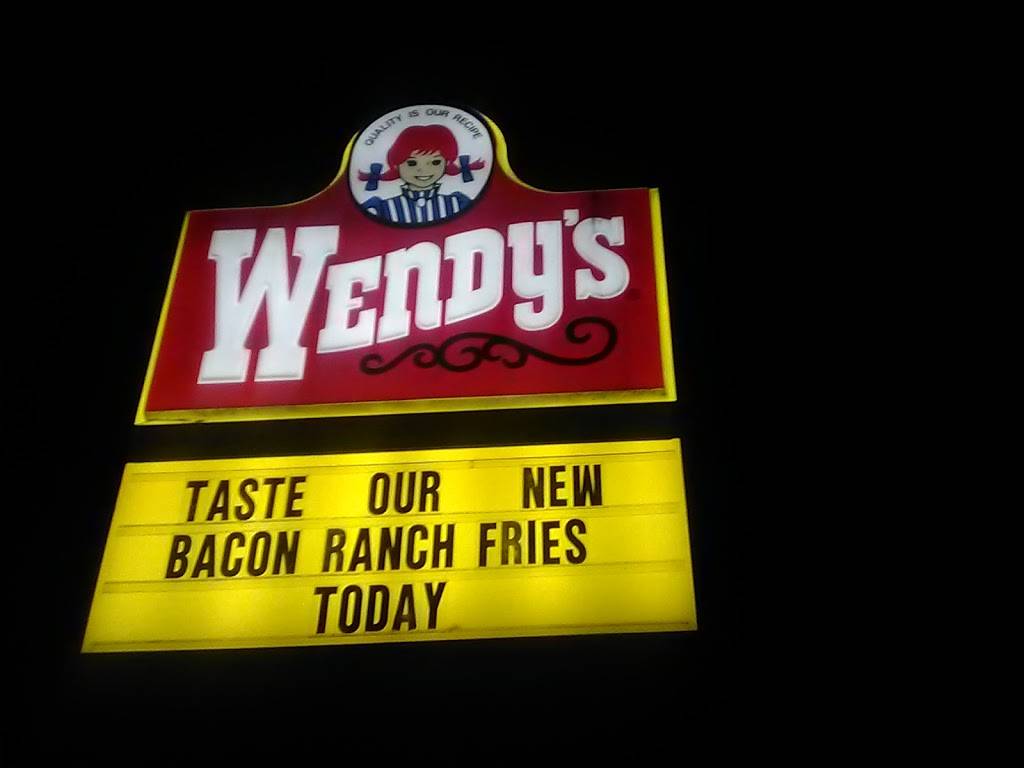 QUALITY IS OUR RECIPE
WENDY'S
TASTE OUR NEW
BACON RANCH FRIES
TODAY